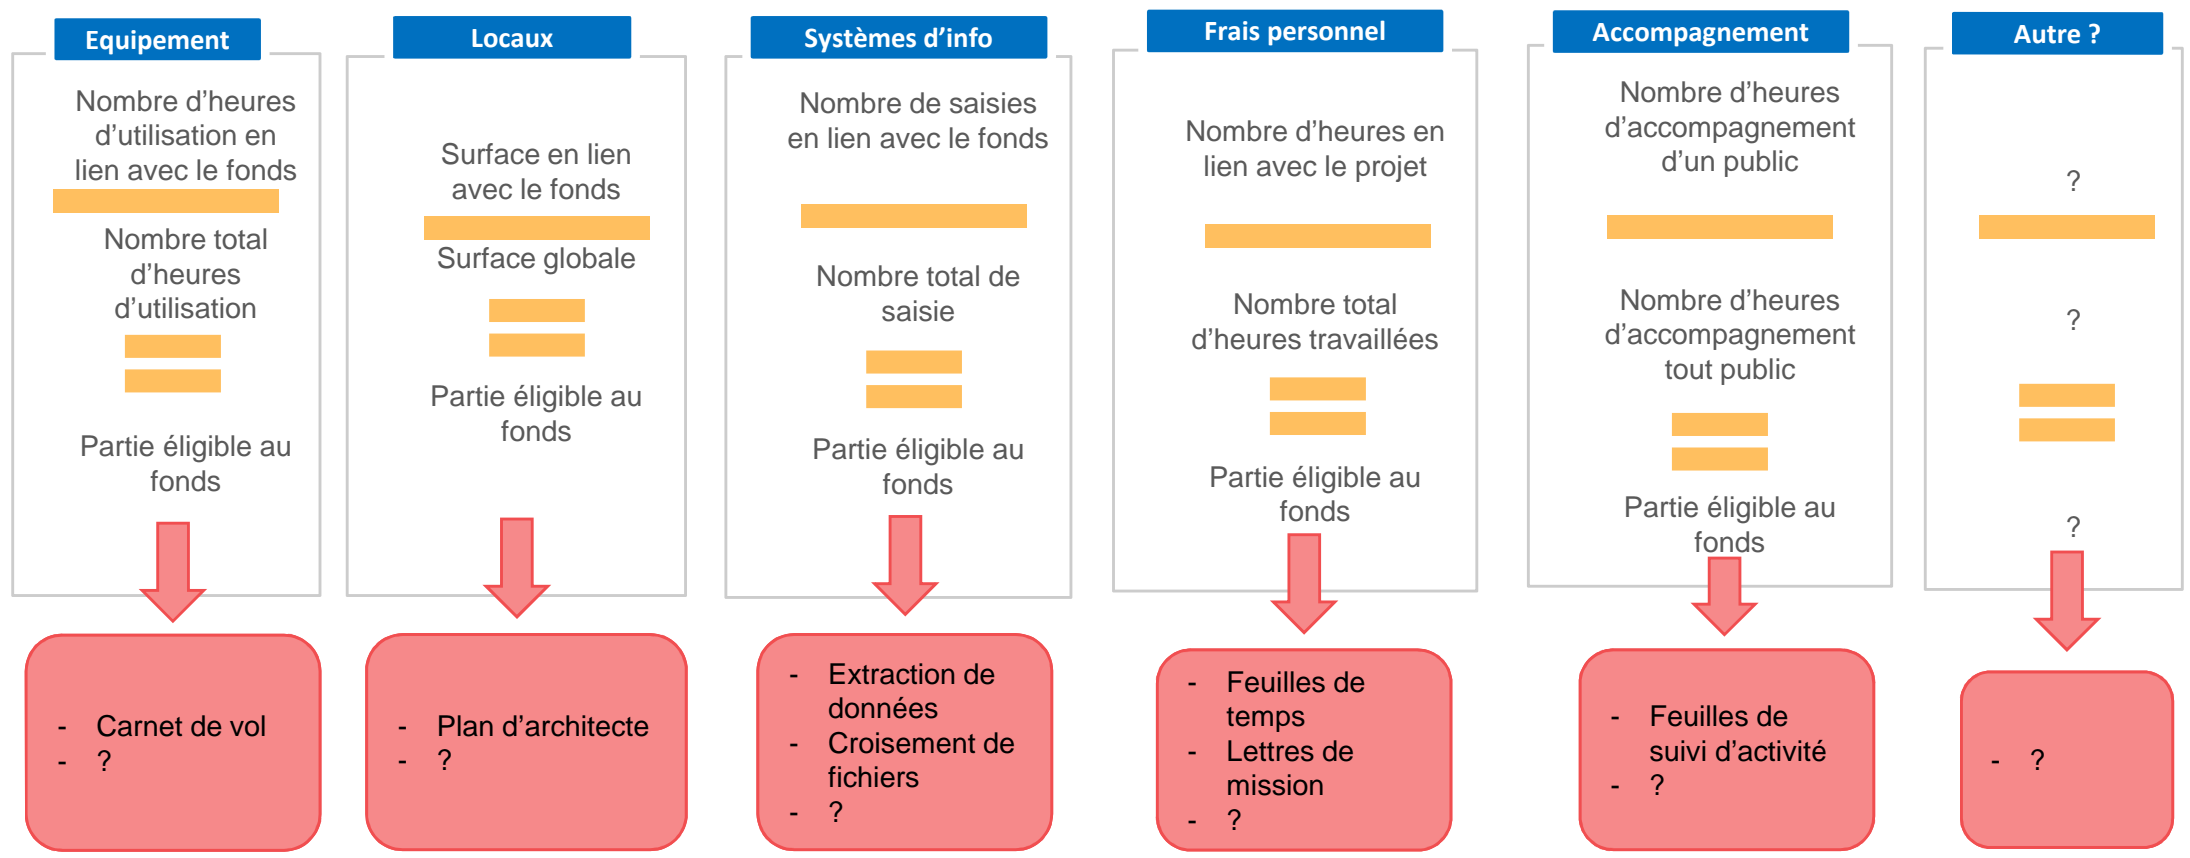 Equipement
Nombre d’heures
d’utilisation en
lien avec le fonds
Nombre total
d’heures
d’utilisation
Partie éligible au
fonds
- Carnet de vol
- ?
Locaux
Surface en lien
avec le fonds
Surface globale
Partie éligible au
fonds
- Plan d’architecte
- ?
Systèmes d’info
Nombre de saisies
en lien avec le fonds
Nombre total de
saisie
Partie éligible au
fonds
- Extraction de
données
- Croisement de
fichiers
- ?
Frais personnel
Nombre d’heures en
lien avec le projet
Nombre total
d’heures travaillées
Partie éligible au
fonds
- Feuilles de
temps
- Lettres de
mission
- ?
Accompagnement
Nombre d’heures
d’accompagnement
d’un public
Nombre d’heures
d’accompagnement
tout public
Partie éligible au
fonds
- Feuilles de
suivi d’activité
- ?
Autre ?
?
?
?
- ?